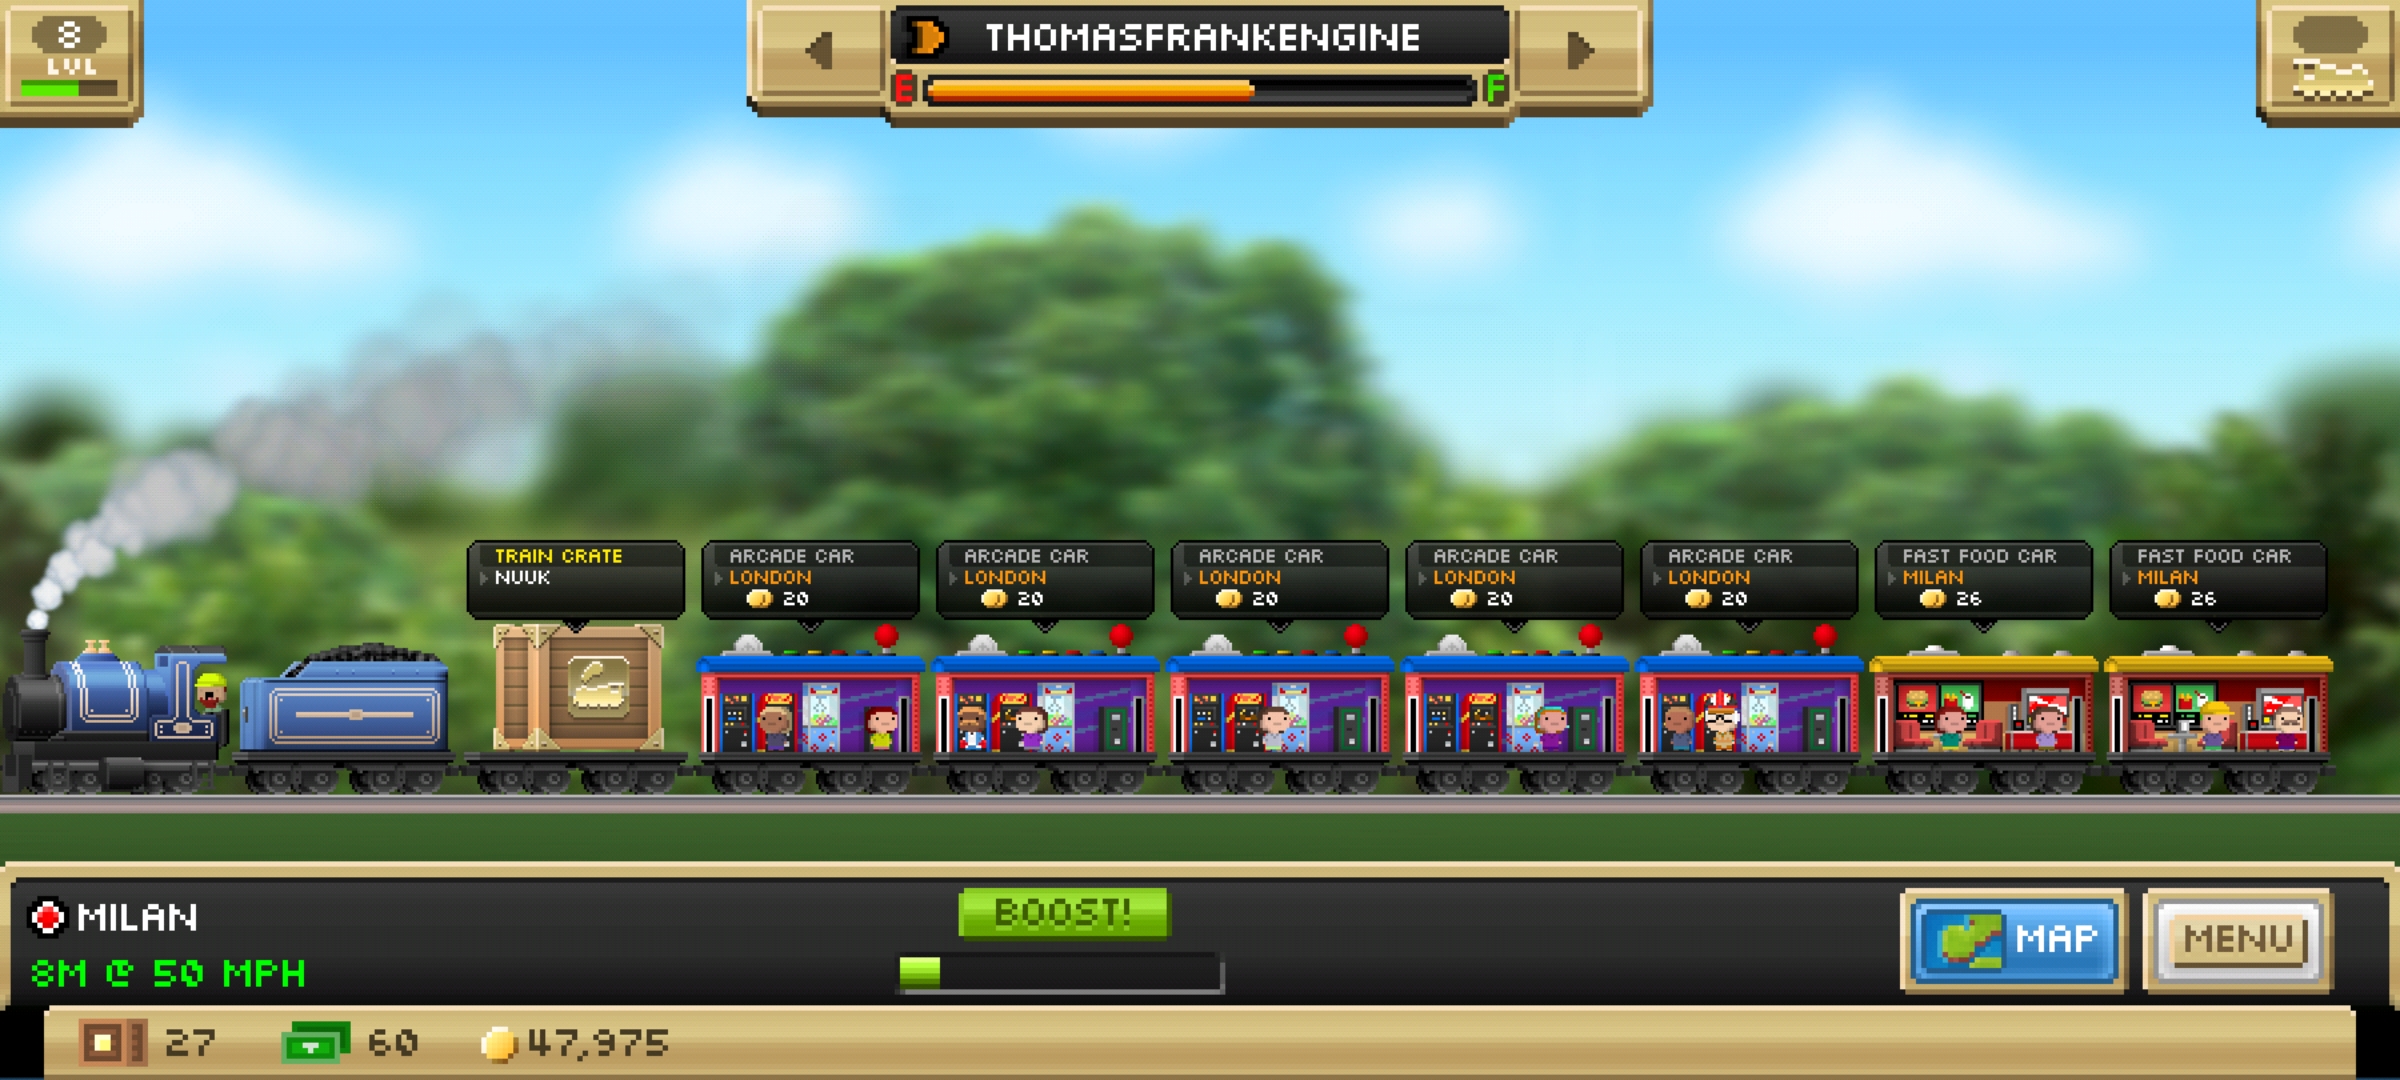 8
LVL
THOMASFRANKENGINE
E F
TRAIN CRATE
NUUK
ARCADE CAR
LONDON
20
ARCADE CAR
LONDON
20
ARCADE CAR
LONDON
20
ARCADE CAR
LONDON
20
ARCADE CAR
LONDON
20
FAST FOOD CAR
MILAN
26
FAST FOOD CAR
MILAN
26
MILAN
8M @ 50 MPH
BOOST!
MAP
MENU
27
60
47,975